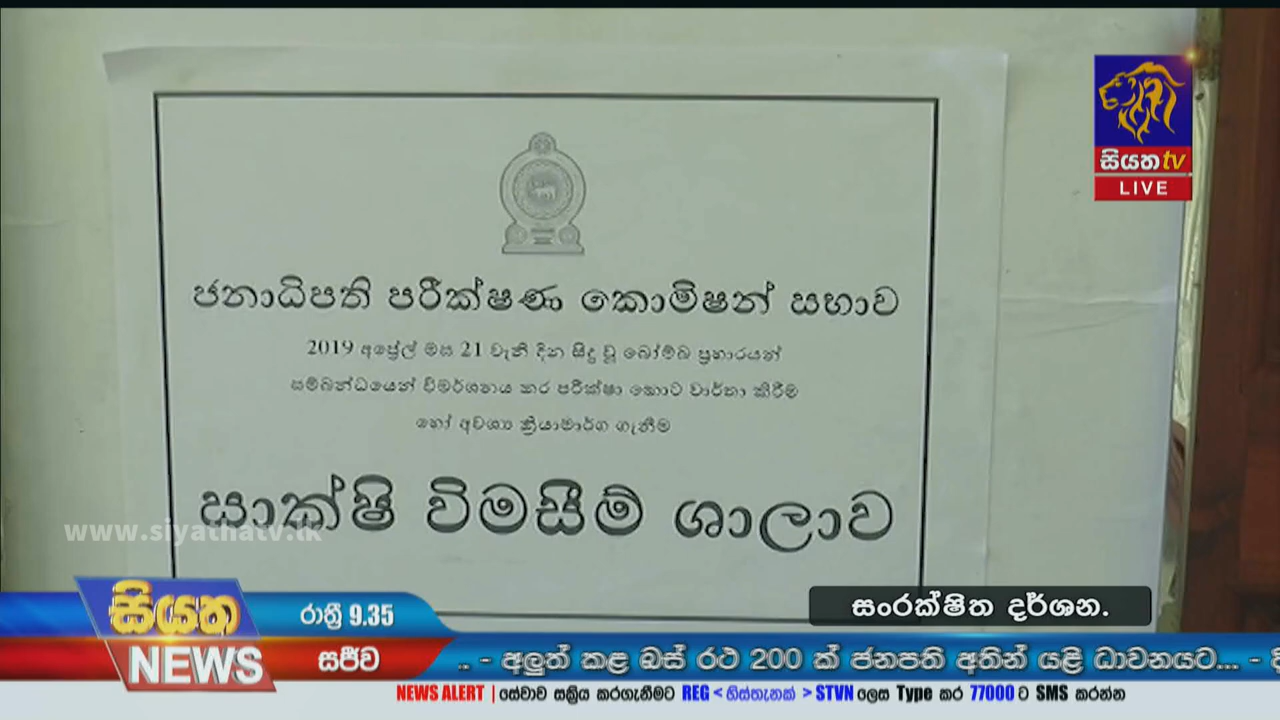 සියත tv
LIVE
ජනාධිපති පරීක්ෂණ කොමිෂන් සභාව
2019 අප්‍රේල් මස 21 වැනි දින සිදු වූ බෝම්බ ප්‍රහාරයන්
සම්බන්ධයෙන් විමර්ශනය කර පරීක්ෂා කොට වාර්තා කිරීම
හෝ අවශ්‍ය ක්‍රියාමාර්ග ගැනීම
සාක්ෂි විමසීම් ශාලාව
www.siyathatv.tk
සංරක්ෂිත දර්ශන.
සියත
NEWS
රාත්‍රී 9.35
සජීව
.. - අලුත් කළ බස් රථ 200 ක් ජනපති අතින් යළි ධාවනයට... -
NEWS ALERT | සේවාව සක්‍රිය කරගැනීමට REG < හිස්තැනක් > STVN ලෙස Type කර 77000 ට SMS කරන්න